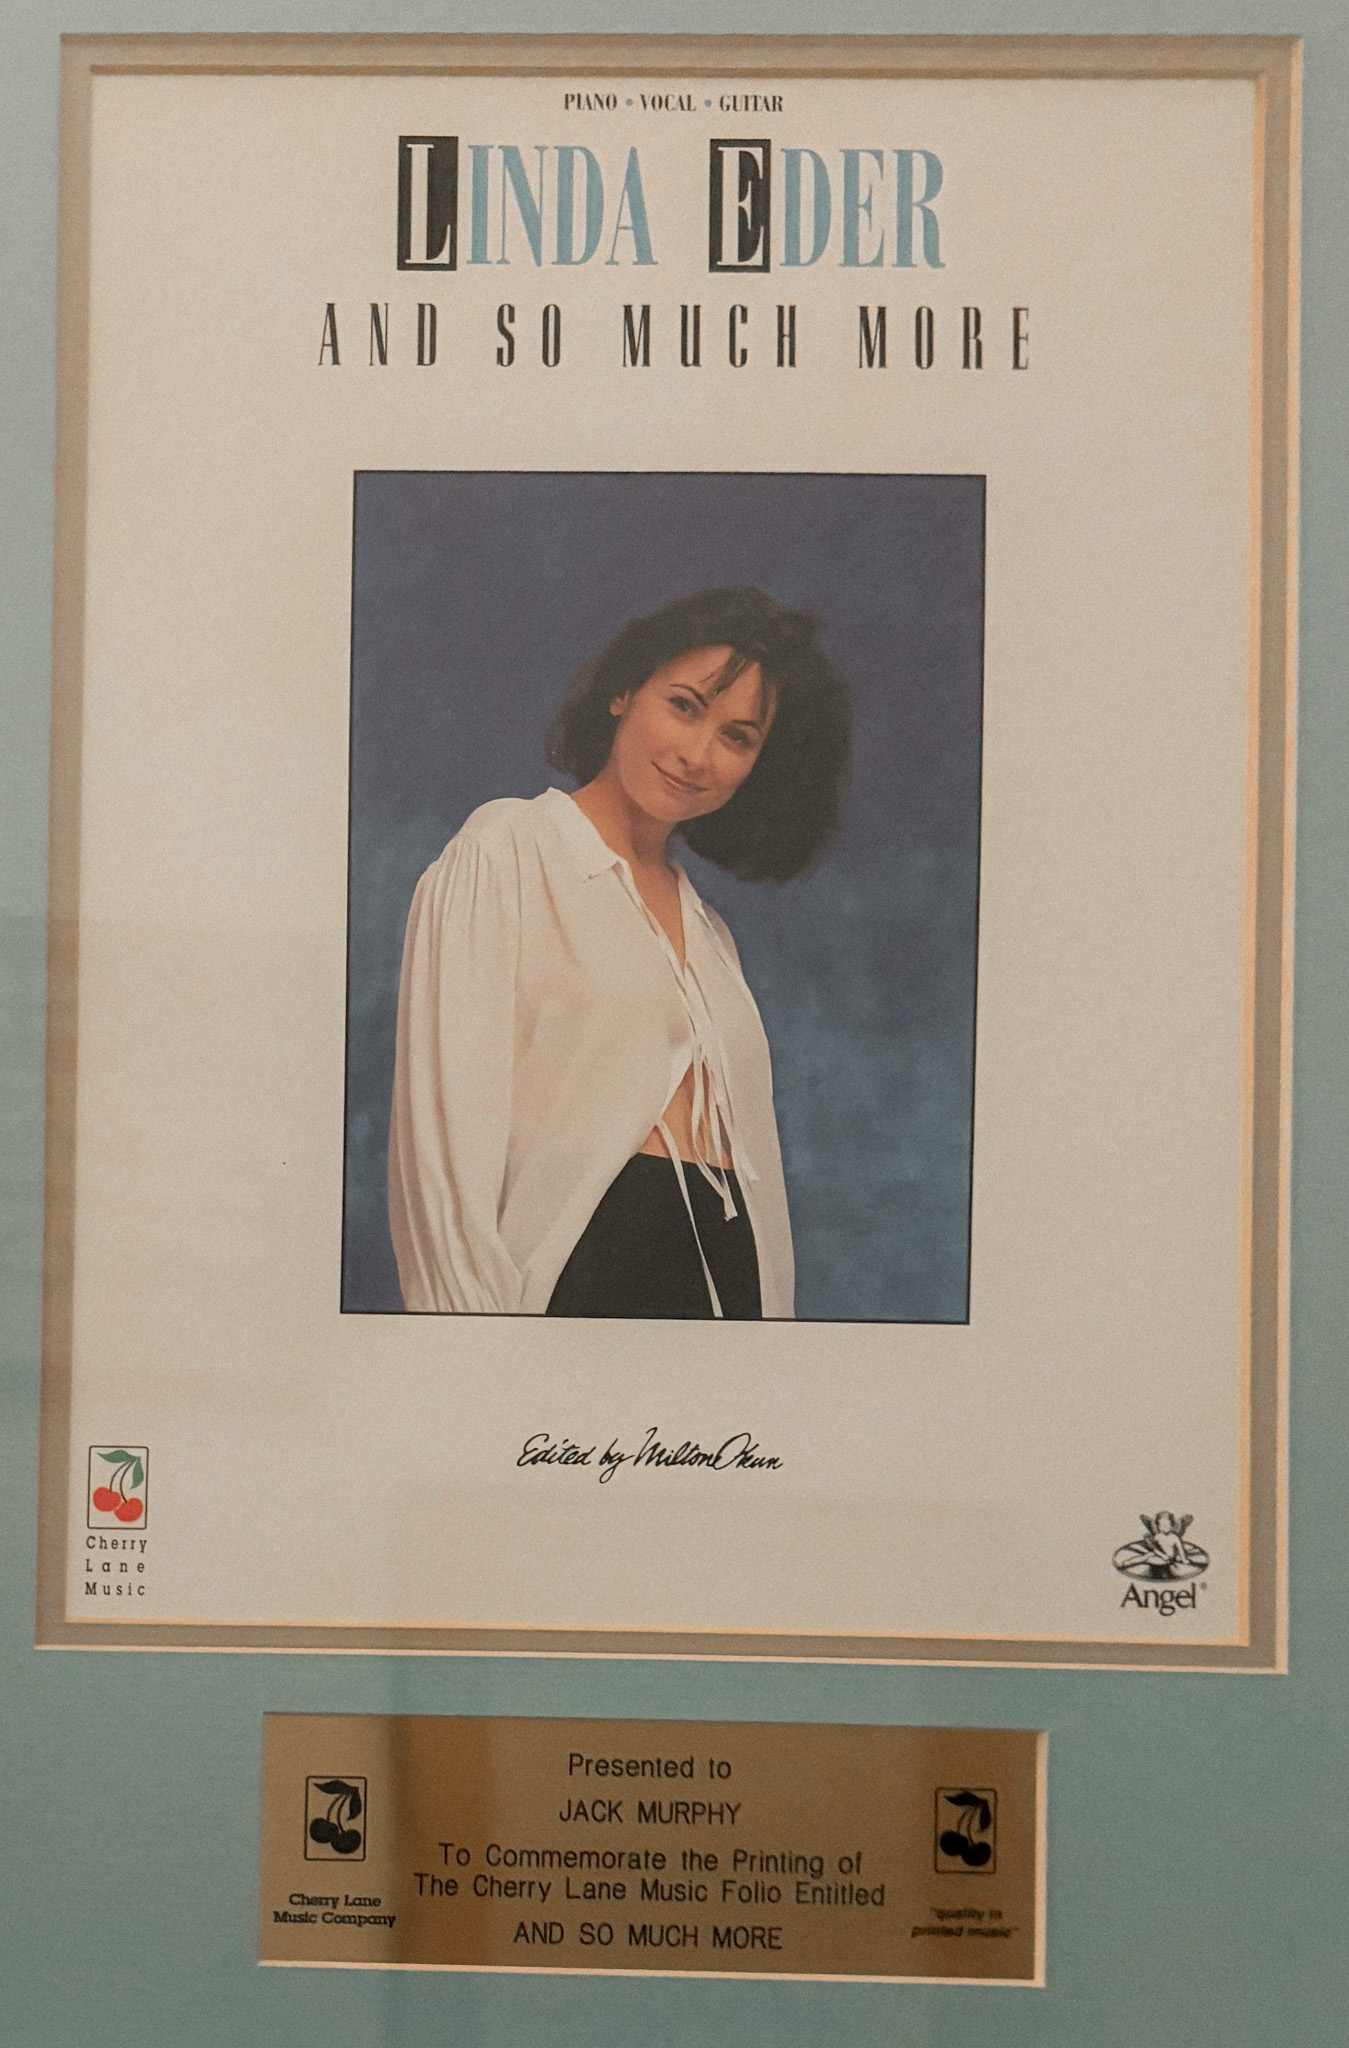 PIANO • VOCAL • GUITAR
LINDA EDER
AND SO MUCH MORE
Edited by Milton Okun
Cherry
Lane
Music
Angel®
Presented to
JACK MURPHY
To Commemorate the Printing of
The Cherry Lane Music Folio Entitled
AND SO MUCH MORE
Cherry Lane
Music Company
"quality in
printed music"